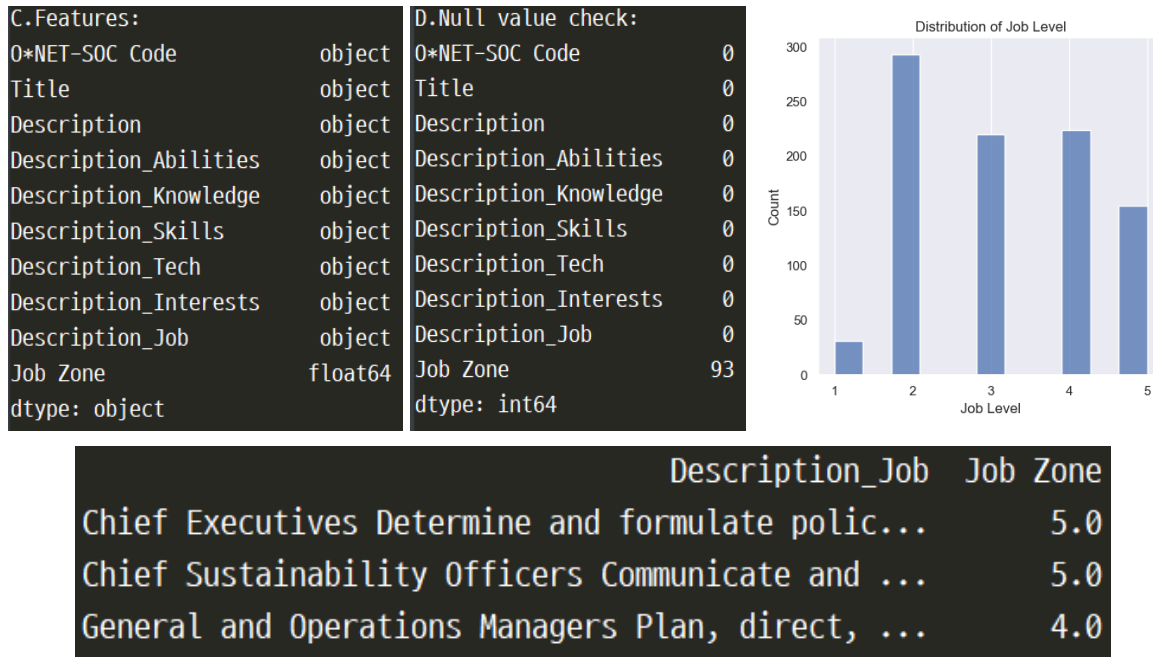 C.Features:
O*NET-SOC Code object
Title object
Description object
Description_Abilities object
Description_Knowledge object
Description_Skills object
Description_Tech object
Description_Interests object
Description_Job object
Job Zone float64
dtype: object
D.Null value check:
O*NET-SOC Code 0
Title 0
Description 0
Description_Abilities 0
Description_Knowledge 0
Description_Skills 0
Description_Tech 0
Description_Interests 0
Description_Job 0
Job Zone 93
dtype: int64
Distribution of Job Level
300
250
200
150
100
50
0
Count
1 2 3 4 5
Job Level
Description_Job Job Zone
Chief Executives Determine and formulate polic... 5.0
Chief Sustainability Officers Communicate and ... 5.0
General and Operations Managers Plan, direct, ... 4.0